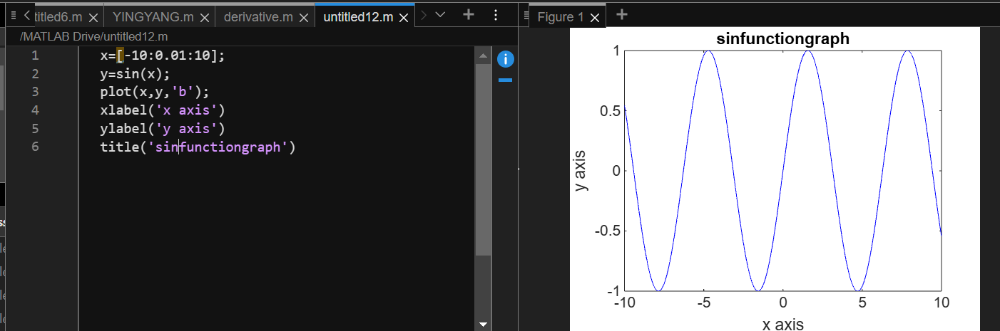 titled6.m YINGYANG.m derivative.m untitled12.m
/MATLAB Drive/untitled12.m
1 x=[-10:0.01:10];
2 y=sin(x);
3 plot(x,y,'b');
4 xlabel('x axis')
5 ylabel('y axis')
6 title('sinfunctiongraph')
Figure 1
sinfunctiongraph
1
0.5
0
-0.5
-1
y axis
-10 -5 0 5 10
x axis